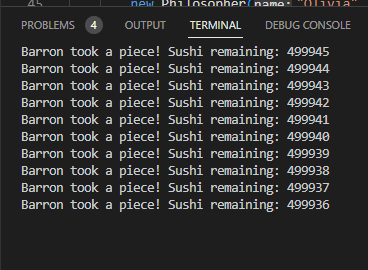 45 new Philosopher(name: "Olivia"
PROBLEMS 4 OUTPUT TERMINAL DEBUG CONSOLE
Barron took a piece! Sushi remaining: 499945
Barron took a piece! Sushi remaining: 499944
Barron took a piece! Sushi remaining: 499943
Barron took a piece! Sushi remaining: 499942
Barron took a piece! Sushi remaining: 499941
Barron took a piece! Sushi remaining: 499940
Barron took a piece! Sushi remaining: 499939
Barron took a piece! Sushi remaining: 499938
Barron took a piece! Sushi remaining: 499937
Barron took a piece! Sushi remaining: 499936